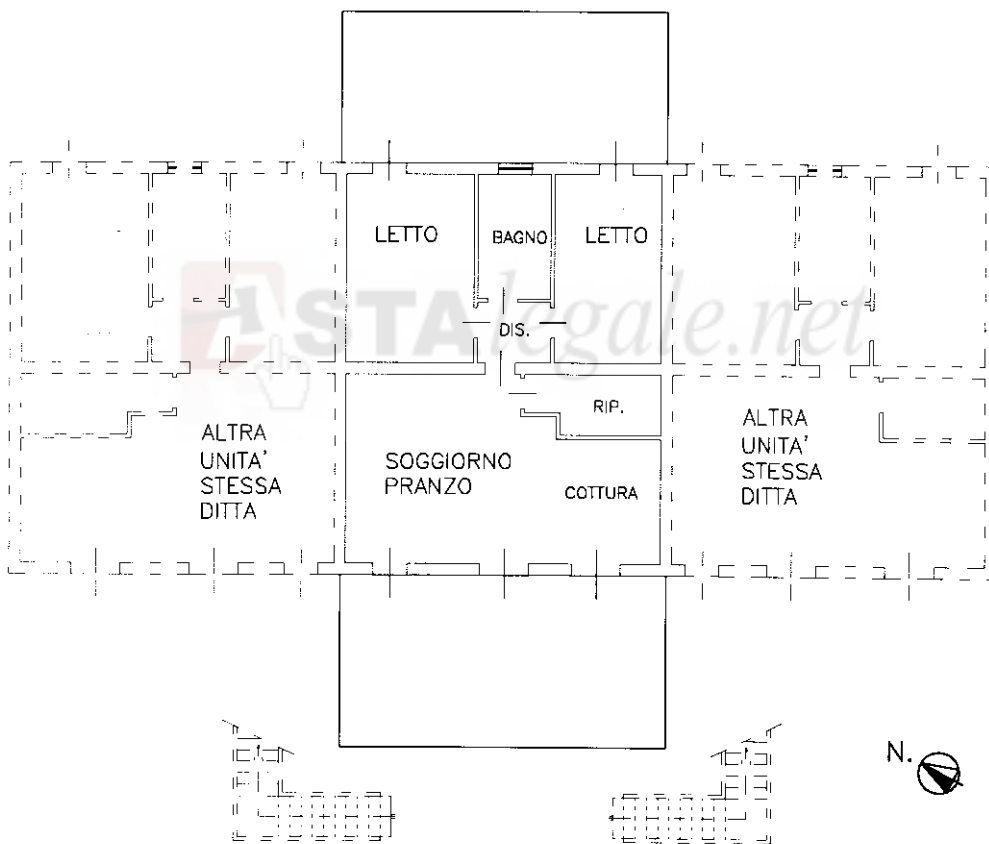 LETTO
BAGNO
LETTO
DIS.
ASTAlegale.net
RIP.
ALTRA
UNITA'
STESSA
DITTA
SOGGIORNO
PRANZO
COTTURA
ALTRA
UNITA'
STESSA
DITTA
N.